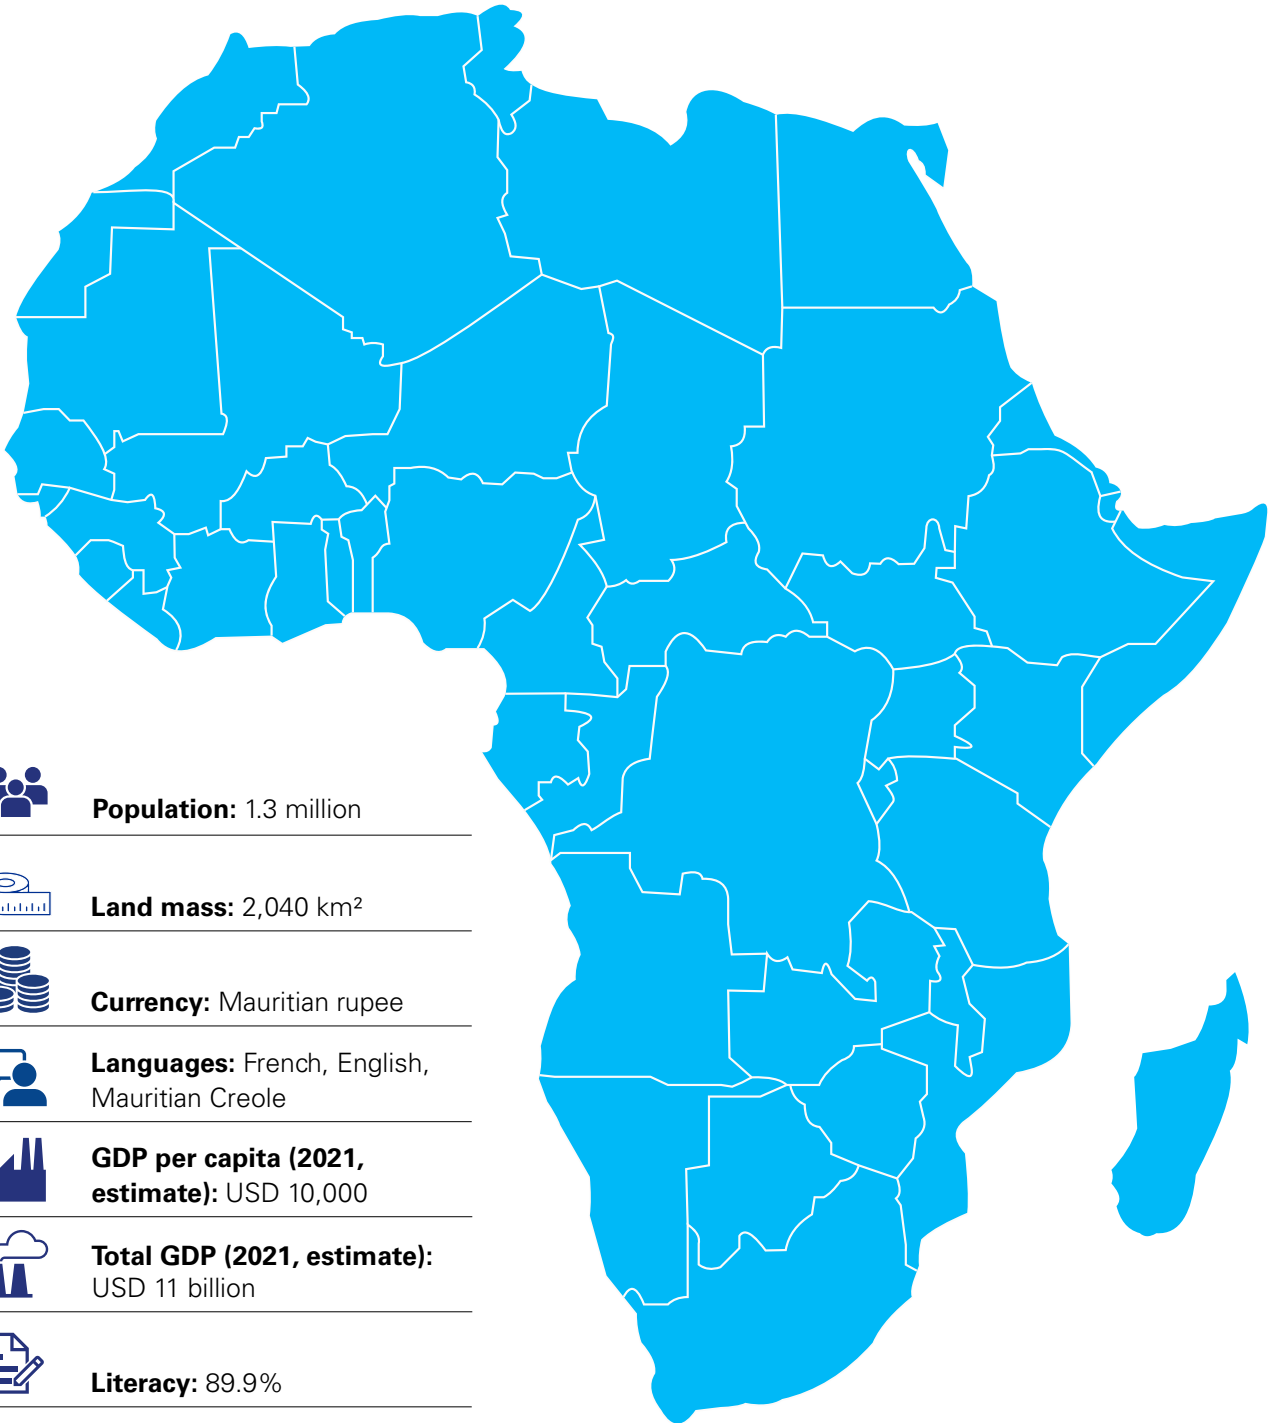 Population: 1.3 million
Land mass: 2,040 km²
Currency: Mauritian rupee
Languages: French, English,
Mauritian Creole
GDP per capita (2021,
estimate): USD 10,000
Total GDP (2021, estimate):
USD 11 billion
Literacy: 89.9%